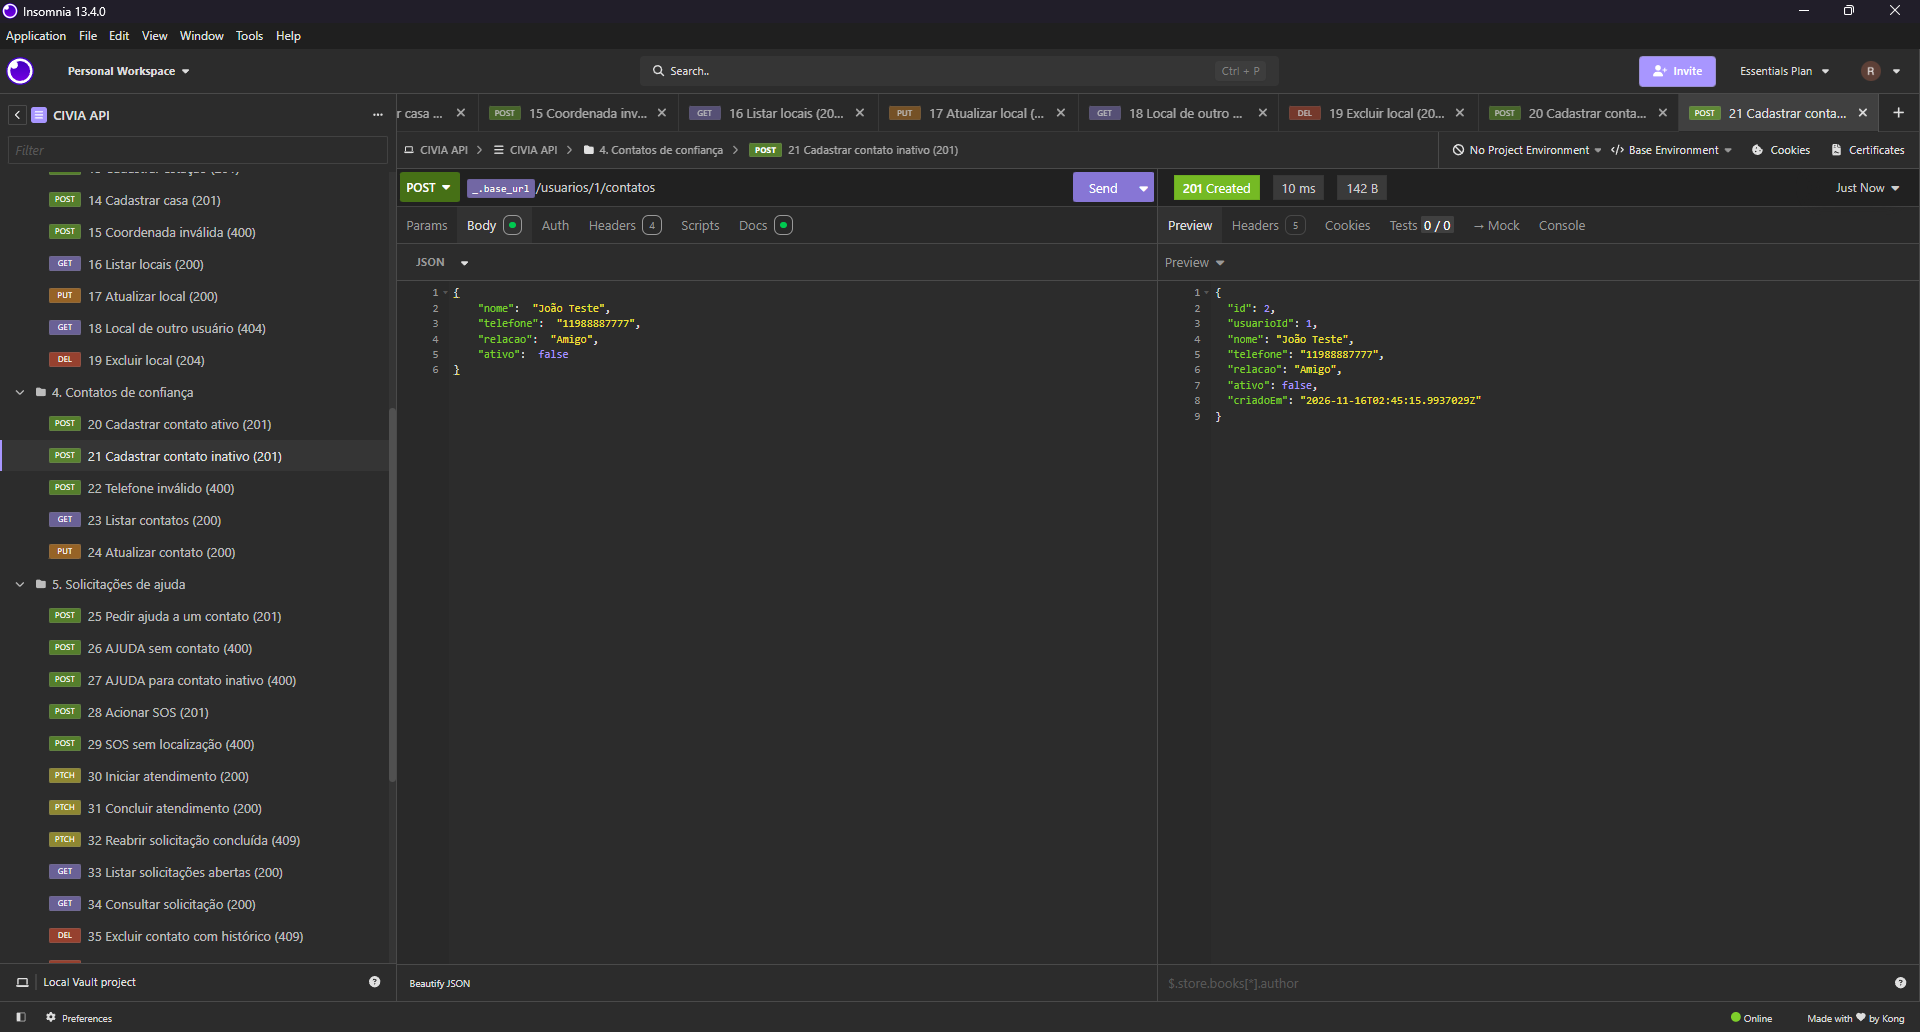 Insomnia 13.4.0
Application File Edit View Window Tools Help
Personal Workspace
Search..
Ctrl + P
Invite
Essentials Plan
R
CIVIA API
r casa ...
POST 15 Coordenada inv...
GET 16 Listar locais (20...
PUT 17 Atualizar local (...
GET 18 Local de outro ...
DEL 19 Excluir local (20...
POST 20 Cadastrar conta...
POST 21 Cadastrar conta...
Filter
CIVIA API
CIVIA API
4. Contatos de confiança
POST 21 Cadastrar contato inativo (201)
No Project Environment
Base Environment
Cookies
Certificates
POST 14 Cadastrar casa (201)
POST 15 Coordenada inválida (400)
GET 16 Listar locais (200)
PUT 17 Atualizar local (200)
GET 18 Local de outro usuário (404)
DEL 19 Excluir local (204)
4. Contatos de confiança
POST 20 Cadastrar contato ativo (201)
POST 21 Cadastrar contato inativo (201)
POST 22 Telefone inválido (400)
GET 23 Listar contatos (200)
PUT 24 Atualizar contato (200)
5. Solicitações de ajuda
POST 25 Pedir ajuda a um contato (201)
POST 26 AJUDA sem contato (400)
POST 27 AJUDA para contato inativo (400)
POST 28 Acionar SOS (201)
POST 29 SOS sem localização (400)
PTCH 30 Iniciar atendimento (200)
PTCH 31 Concluir atendimento (200)
PTCH 32 Reabrir solicitação concluída (409)
GET 33 Listar solicitações abertas (200)
GET 34 Consultar solicitação (200)
DEL 35 Excluir contato com histórico (409)
Local Vault project
POST _.base_url /usuarios/1/contatos
Send
Params Body Auth Headers 4 Scripts Docs
JSON
1 {
2 "nome": "João Teste",
3 "telefone": "11988887777",
4 "relacao": "Amigo",
5 "ativo": false
6 }
Beautify JSON
201 Created 10 ms 142 B
Just Now
Preview Headers 5 Cookies Tests 0 / 0 → Mock Console
Preview
1 {
2 "id": 2,
3 "usuarioId": 1,
4 "nome": "João Teste",
5 "telefone": "11988887777",
6 "relacao": "Amigo",
7 "ativo": false,
8 "criadoEm": "2026-11-16T02:45:15.9937029Z"
9 }
$.store.books[*].author
Preferences
Online
Made with ♥ by Kong